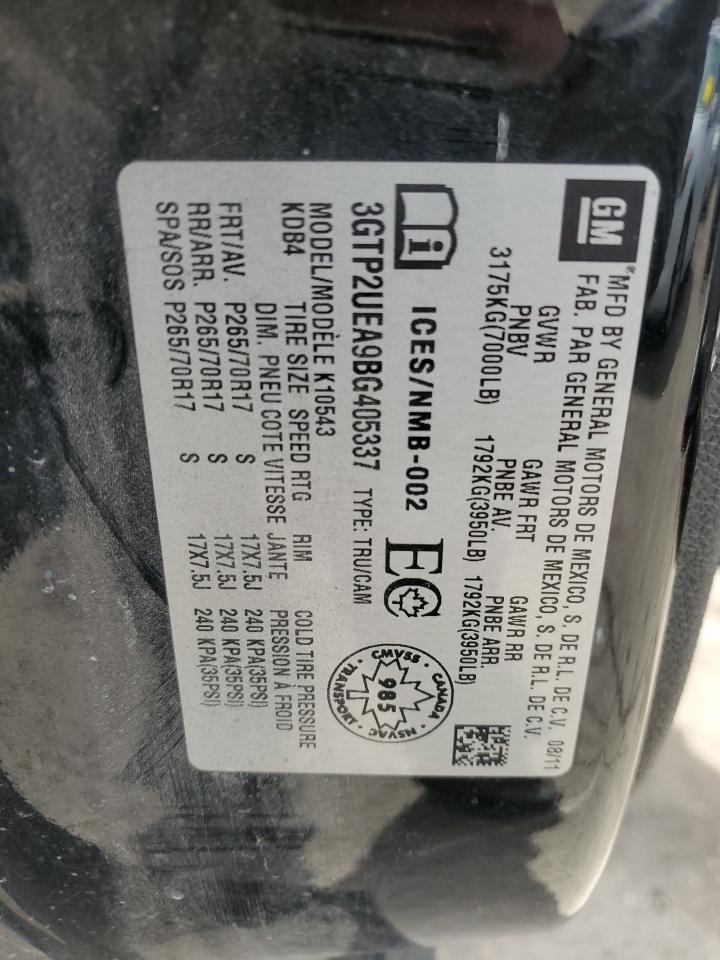 GM
MFD BY GENERAL MOTORS DE MEXICO, S. DE R.L. DE C.V. 08/11
FAB. PAR GENERAL MOTORS DE MEXICO, S. DE R.L. DE C.V.
GVWR GAWR FRT GAWR RR
PNBV PNBE AV. PNBE ARR.
3175KG(7000LB) 1792KG(3950LB) 1792KG(3950LB)
i ICES/NMB-002 EC
CMVSS · CANADA · NSVAC · TRANSPORT · 985
3GTP2UEA9BG405337 TYPE: TRU/CAM
MODEL/MODÈLE K10543
KDB4 TIRE SIZE SPEED RTG RIM COLD TIRE PRESSURE
DIM. PNEU COTE VITESSE JANTE PRESSION À FROID
FRT/AV. P265/70R17 S 17X7.5J 240 KPA(35PSI)
RR/ARR. P265/70R17 S 17X7.5J 240 KPA(35PSI)
SPA/SOS P265/70R17 S 17X7.5J 240 KPA(35PSI)